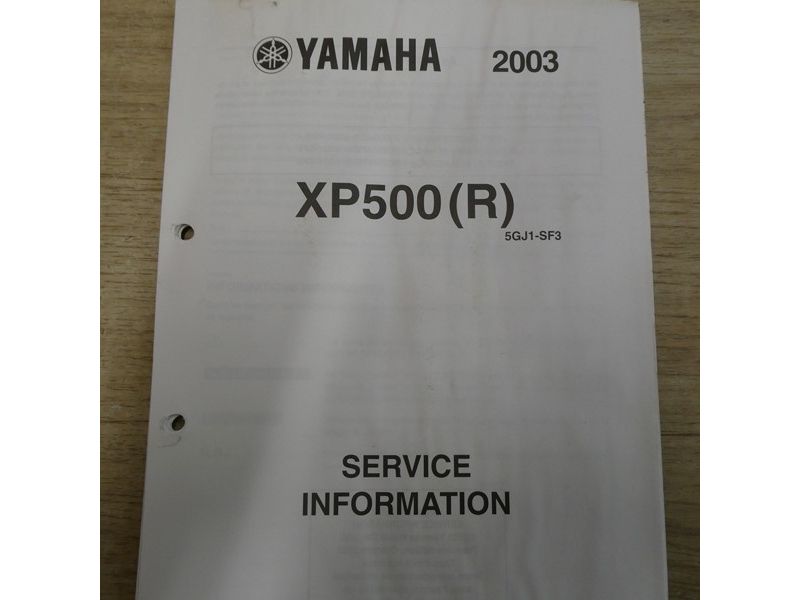 YAMAHA 2003
XP500 (R)
5GJ1-SF3
SERVICE
INFORMATION